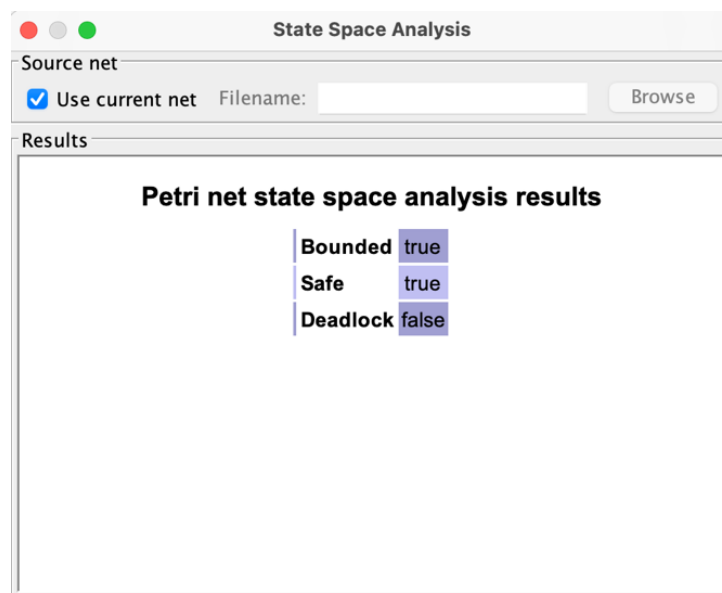 State Space Analysis
Source net
Use current net Filename: Browse
Results
Petri net state space analysis results
Bounded true
Safe true
Deadlock false